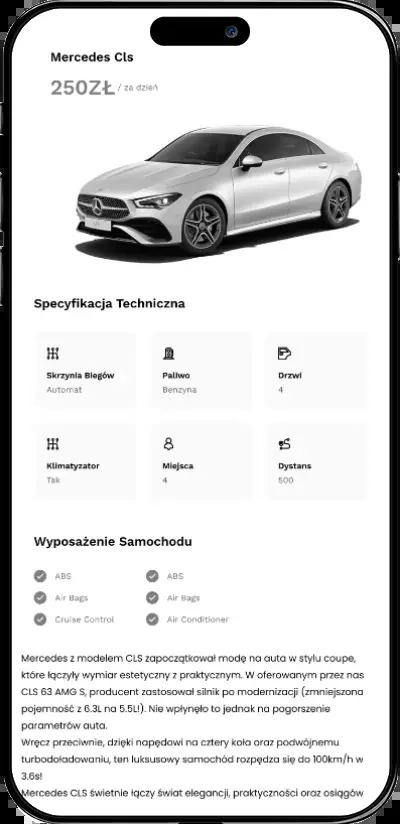 Mercedes Cls
250ZŁ / za dzień
Specyfikacja Techniczna
Skrzynia Biegów
Automat
Paliwo
Benzyna
Drzwi
4
Klimatyzator
Tak
Miejsca
4
Dystans
500
Wyposażenie Samochodu
ABS
ABS
Air Bags
Air Bags
Cruise Control
Air Conditioner
Mercedes z modelem CLS zapoczątkował modę na auta w stylu coupe,
które łączyły wymiar estetyczny z praktycznym. W oferowanym przez nas
CLS 63 AMG S, producent zastosował silnik po modernizacji (zmniejszona
pojemność z 6.3L na 5.5L!). Nie wpłynęło to jednak na pogorszenie
parametrów auta.
Wręcz przeciwnie, dzięki napędowi na cztery koła oraz podwójnemu
turbodoładowaniu, ten luksusowy samochód rozpędza się do 100km/h w
3.6s!
Mercedes CLS świetnie łączy świat elegancji, praktyczności oraz osiągów